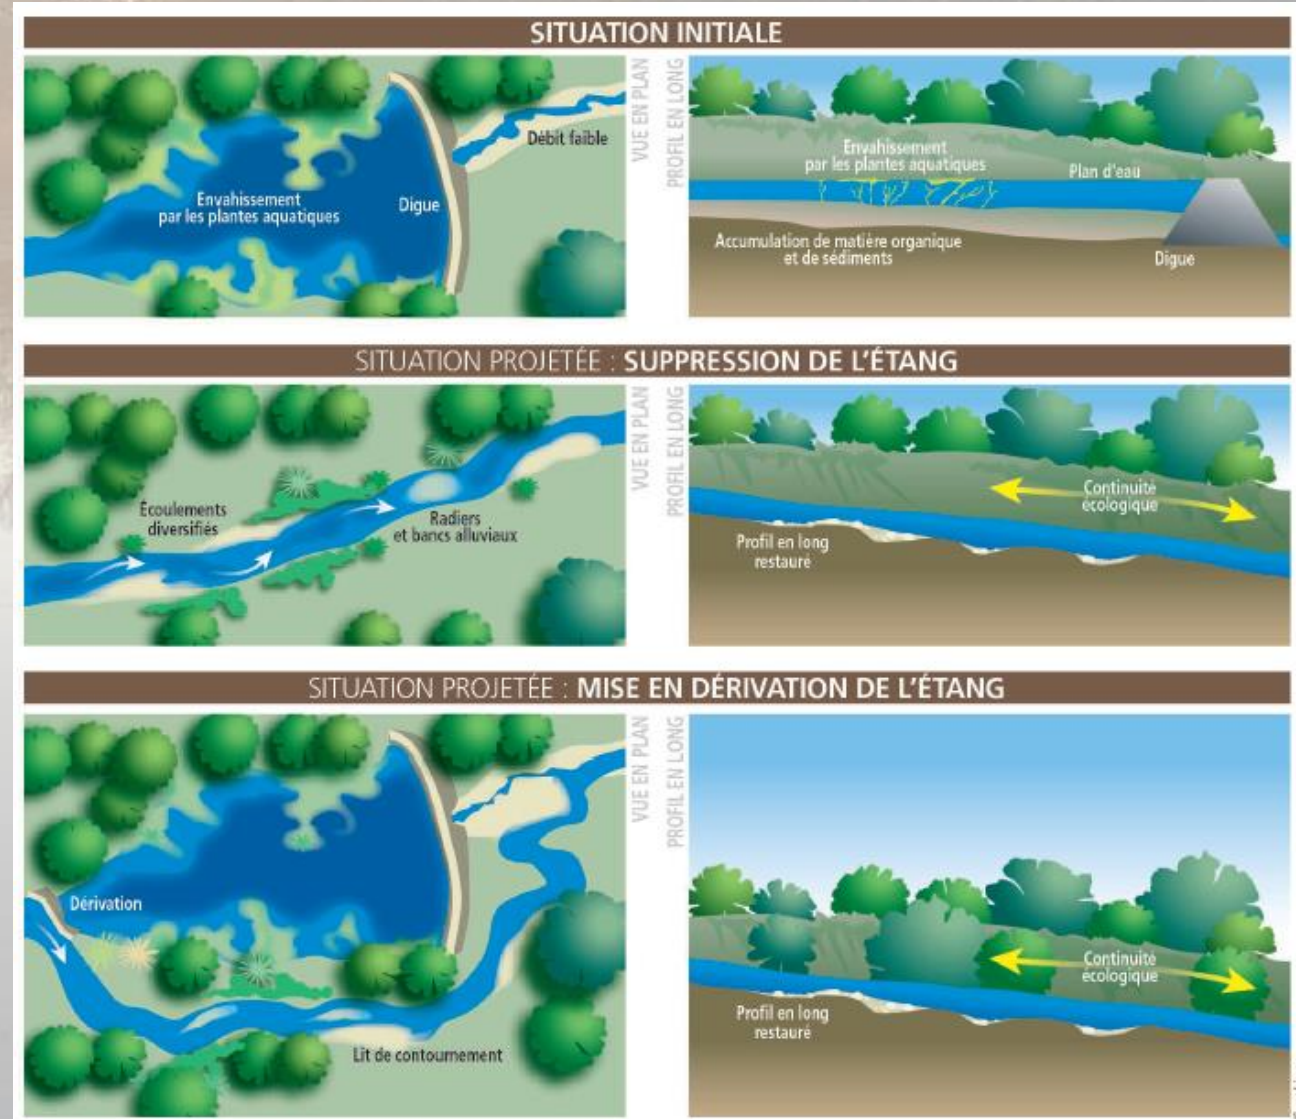 SITUATION INITIALE
Envahissement
par les plantes aquatiques
Digue
Débit faible
VUE EN PLAN
PROFIL EN LONG
Envahissement
par les plantes aquatiques
Plan d'eau
Accumulation de matière organique
et de sédiments
Digue
SITUATION PROJETÉE : SUPPRESSION DE L'ÉTANG
Écoulements
diversifiés
Radiers
et bancs alluviaux
VUE EN PLAN
PROFIL EN LONG
Continuité
écologique
Profil en long
restauré
SITUATION PROJETÉE : MISE EN DÉRIVATION DE L'ÉTANG
Dérivation
Lit de contournement
VUE EN PLAN
PROFIL EN LONG
Continuité
écologique
Profil en long
restauré